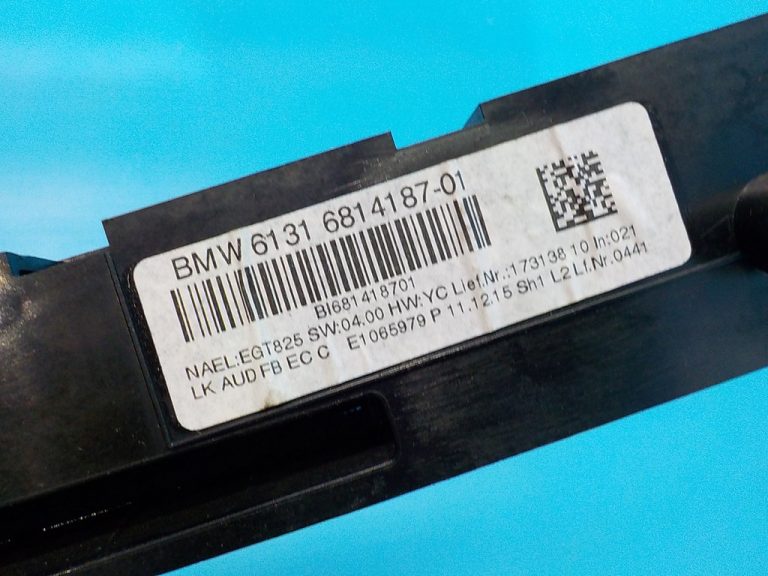 BMW 6131 6814187-01
BI681418701
NAEL:EGT825 SW:04.00 HW:YC Lief.Nr.:173138 10 In:021
LK AUD FB EC C E1065979 P 11.12.15 Sh1 L2 Lf.Nr.0441